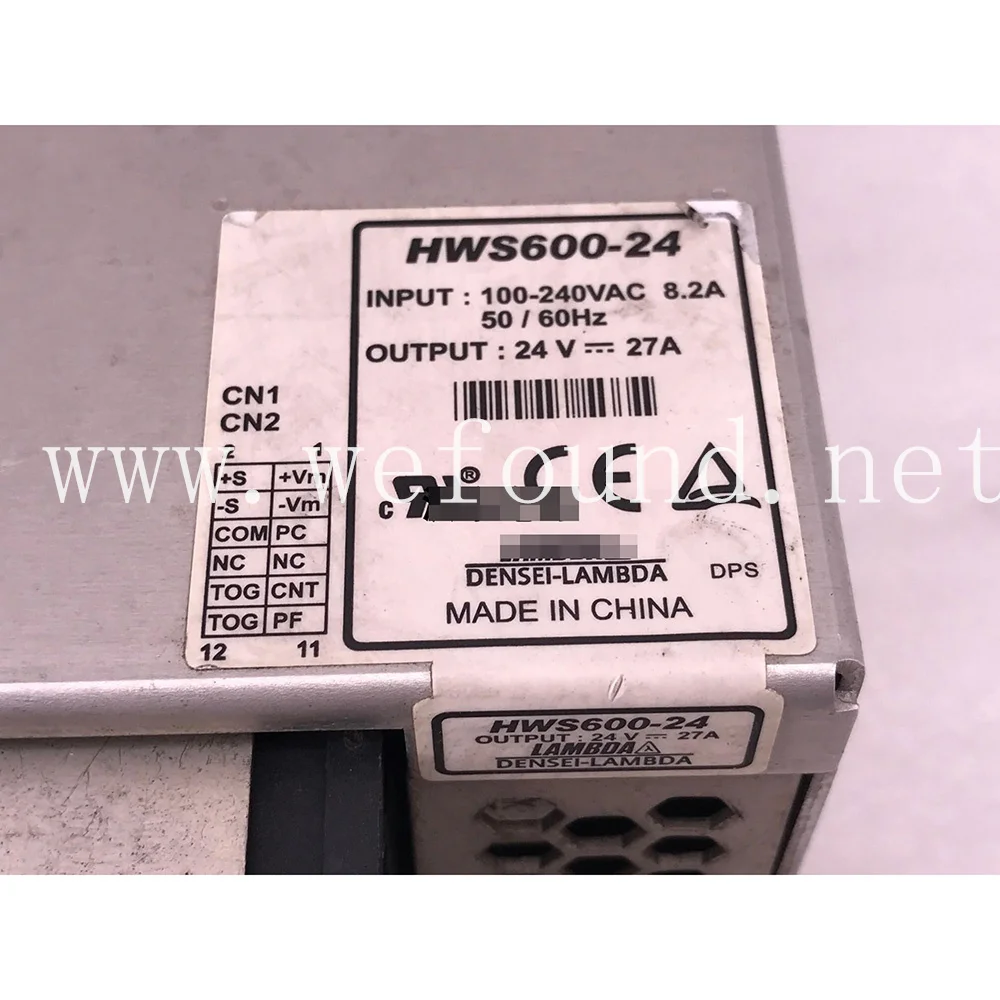 HWS600-24
INPUT : 100-240VAC 8.2A
50 / 60Hz
OUTPUT : 24 V ⎓ 27A
CN1
CN2
2 1
+S +Vm
-S -Vm
COM PC
NC NC
TOG CNT
TOG PF
12 11
www.wefound.net
c ®
CE
DENSEI-LAMBDA
DPS
MADE IN CHINA
HWS600-24
OUTPUT : 24 V ⎓ 27A
LAMBDA
DENSEI-LAMBDA